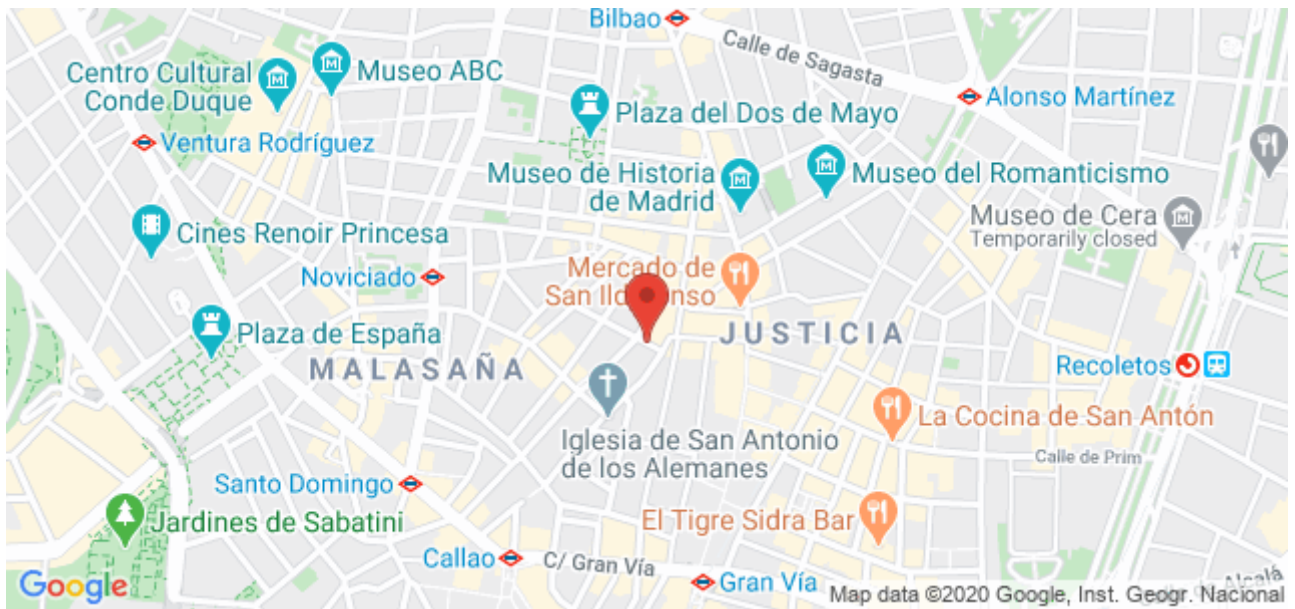 Bilbao
Calle de Sagasta
Centro Cultural
Conde Duque
Museo ABC
Alonso Martínez
Plaza del Dos de Mayo
Ventura Rodríguez
Museo de Historia
de Madrid
Museo del Romanticismo
Museo de Cera
Temporarily closed
Cines Renoir Princesa
Noviciado
Mercado de
San Ild nso
Plaza de España
JUSTICIA
MALASAÑA
Recoletos
La Cocina de San Antón
Iglesia de San Antonio
de los Alemanes
Calle de Prim
Santo Domingo
Jardines de Sabatini
El Tigre Sidra Bar
Callao
C/ Gran Vía
Gran Vía
Google
Map data ©2020 Google, Inst. Geogr. Nacional